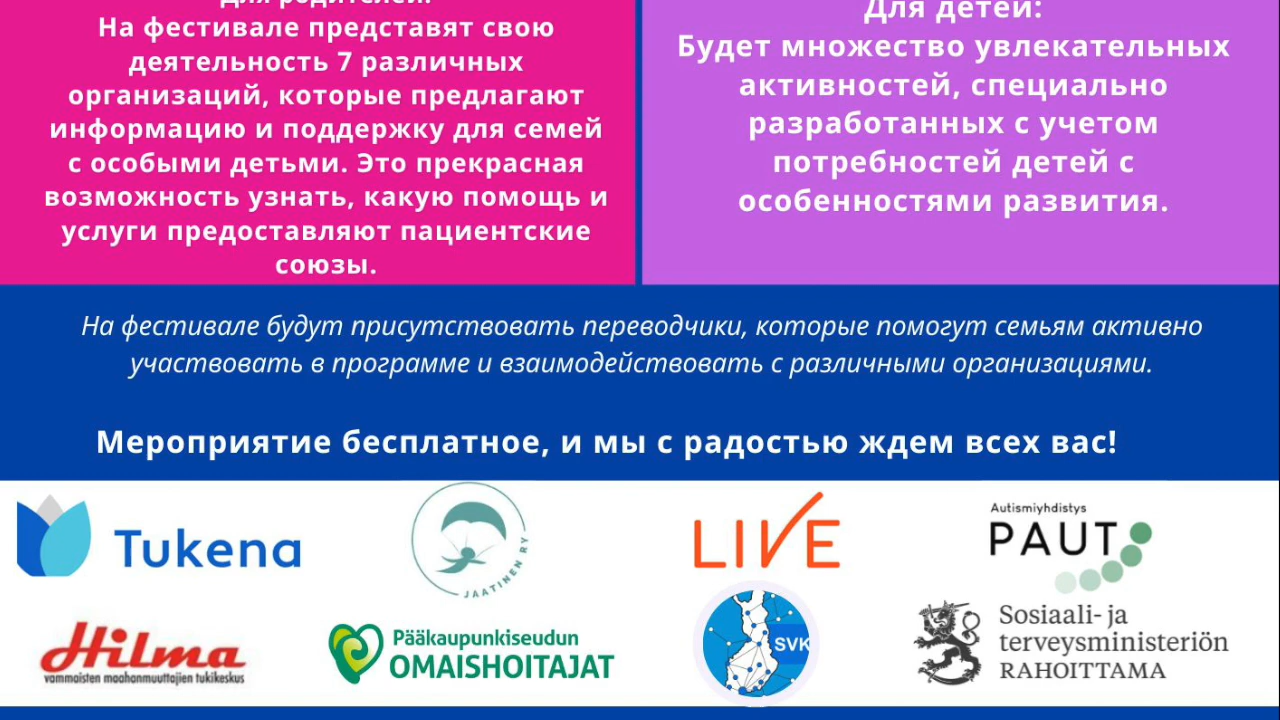 Для родителей:
На фестивале представят свою
деятельность 7 различных
организаций, которые предлагают
информацию и поддержку для семей
с особыми детьми. Это прекрасная
возможность узнать, какую помощь и
услуги предоставляют пациентские
союзы.
Для детей:
Будет множество увлекательных
активностей, специально
разработанных с учетом
потребностей детей с
особенностями развития.
На фестивале будут присутствовать переводчики, которые помогут семьям активно
участвовать в программе и взаимодействовать с различными организациями.
Мероприятие бесплатное, и мы с радостью ждем всех вас!
Tukena
JAATINEN RY
LIVE
Autismiyhdistys
PAUT
Hilma
vammaisten maahanmuuttajien tukikeskus
Pääkaupunkiseudun
OMAISHOITAJAT
SVK
Sosiaali- ja
terveysministeriön
RAHOITTAMA